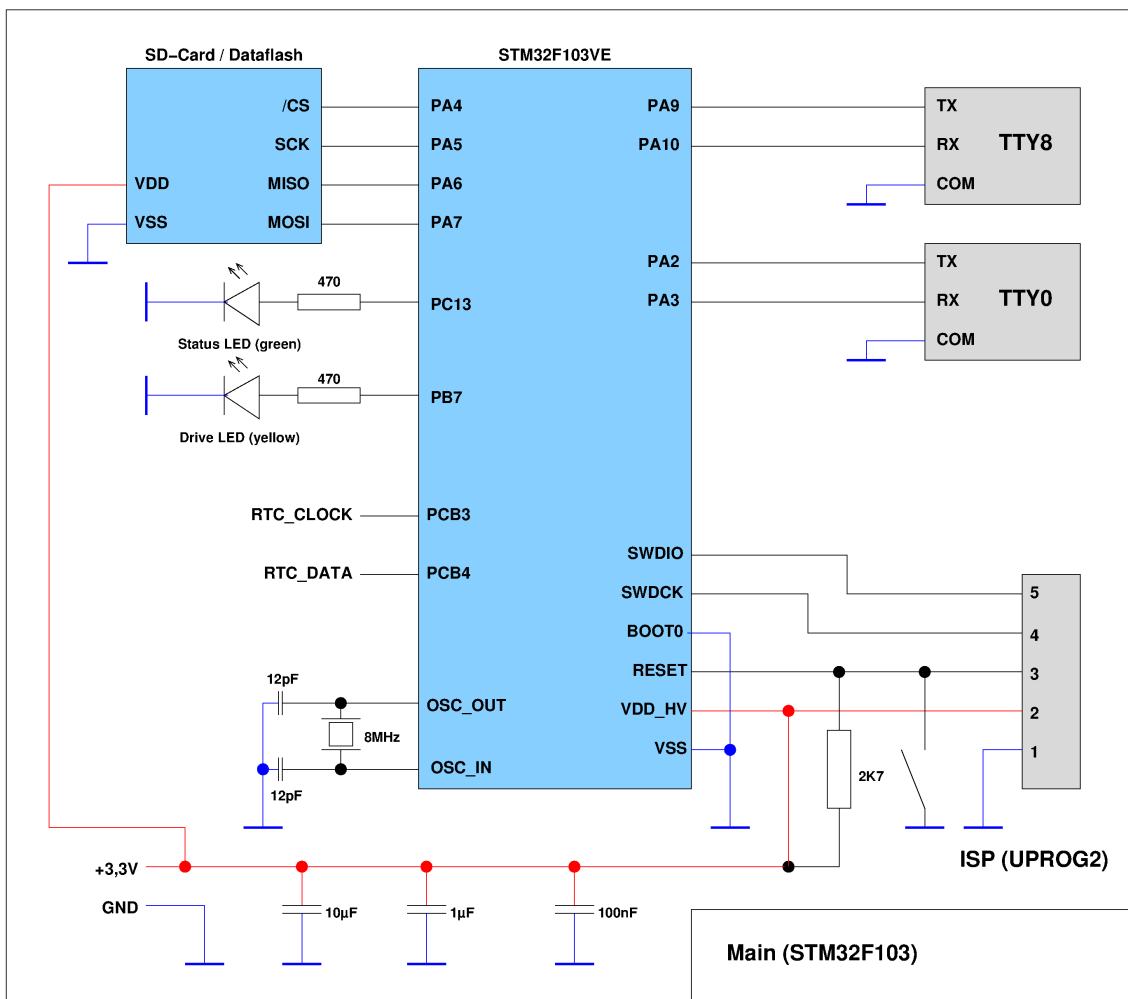 SD−Card / Dataflash
STM32F103VE
/CS
PA4
PA9
TX
SCK
PA5
PA10
RX
TTY8
VDD
MISO
PA6
COM
VSS
MOSI
PA7
PA2
TX
470
PC13
PA3
RX
TTY0
Status LED (green)
COM
470
PB7
Drive LED (yellow)
RTC_CLOCK
PCB3
SWDIO
RTC_DATA
PCB4
SWDCK
5
BOOT0
4
RESET
3
12pF
OSC_OUT
VDD_HV
2
8MHz
VSS
1
OSC_IN
2K7
12pF
+3,3V
ISP (UPROG2)
GND
10µF
1µF
100nF
Main (STM32F103)